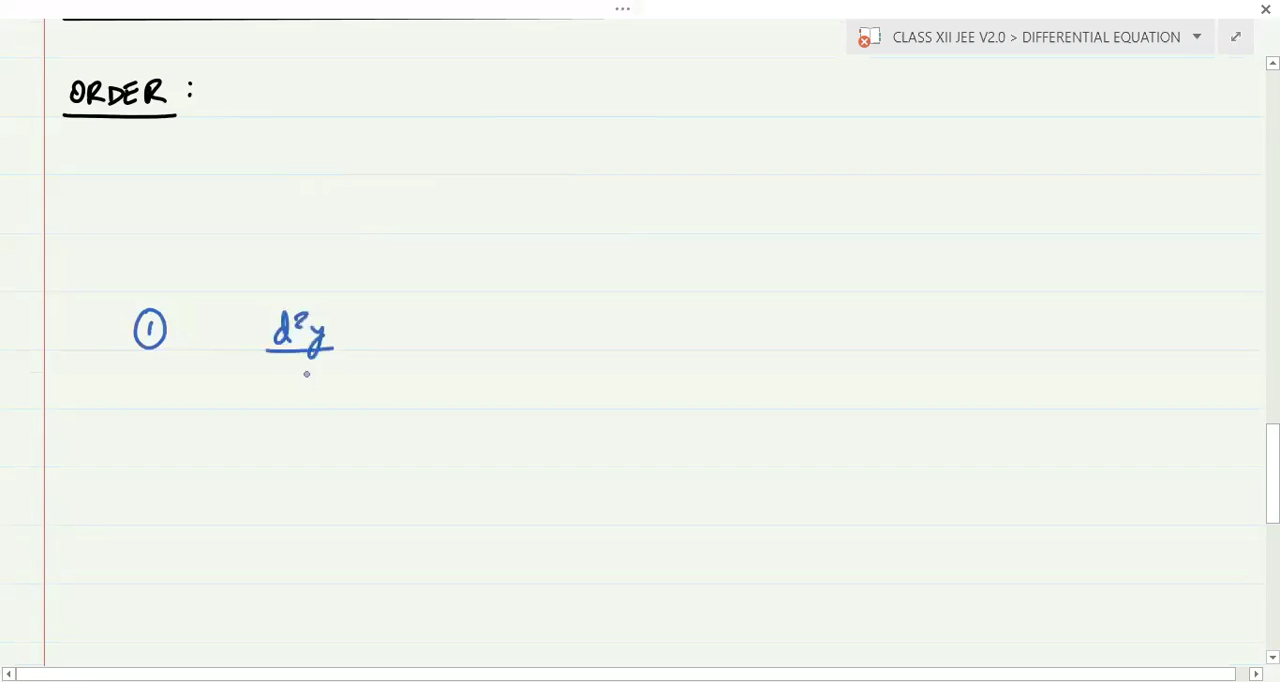 CLASS XII JEE V2.0 > DIFFERENTIAL EQUATION
ORDER :
① d²y